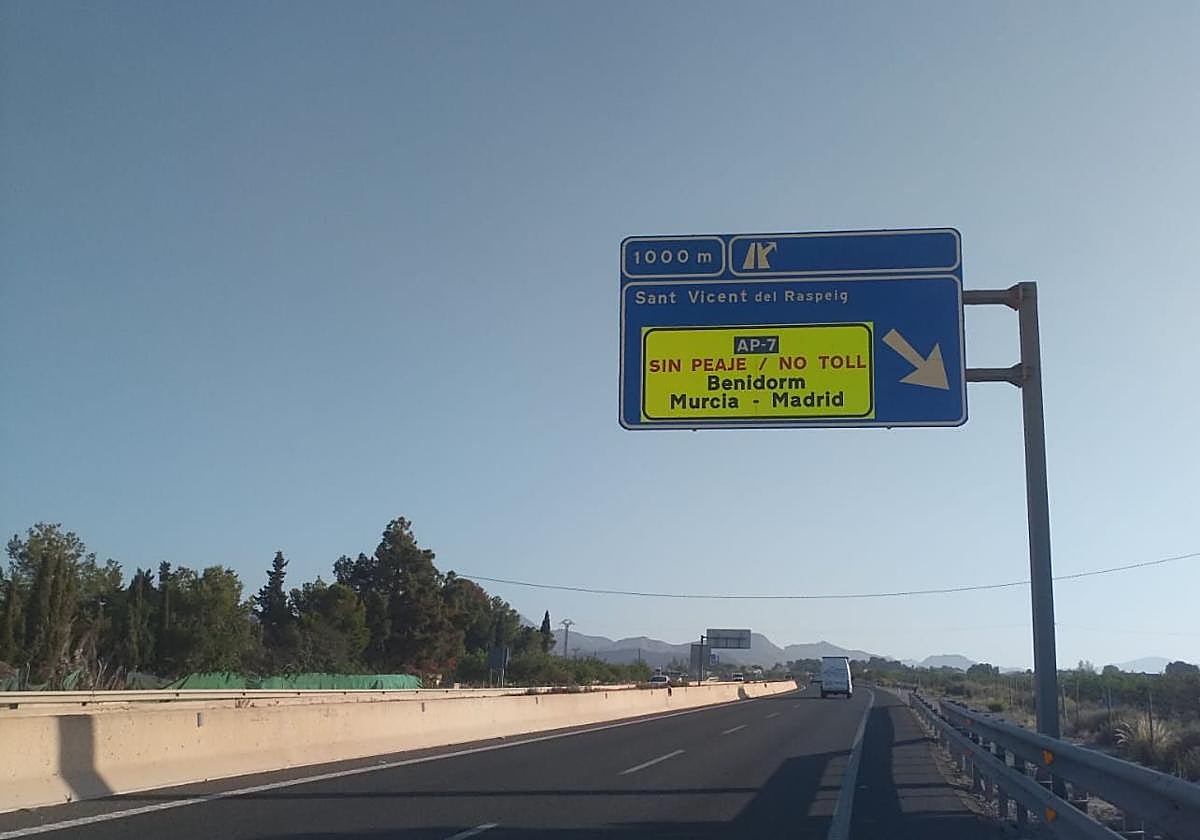 1000 m
Sant Vicent del Raspeig
AP-7
SIN PEAJE / NO TOLL
Benidorm
Murcia - Madrid